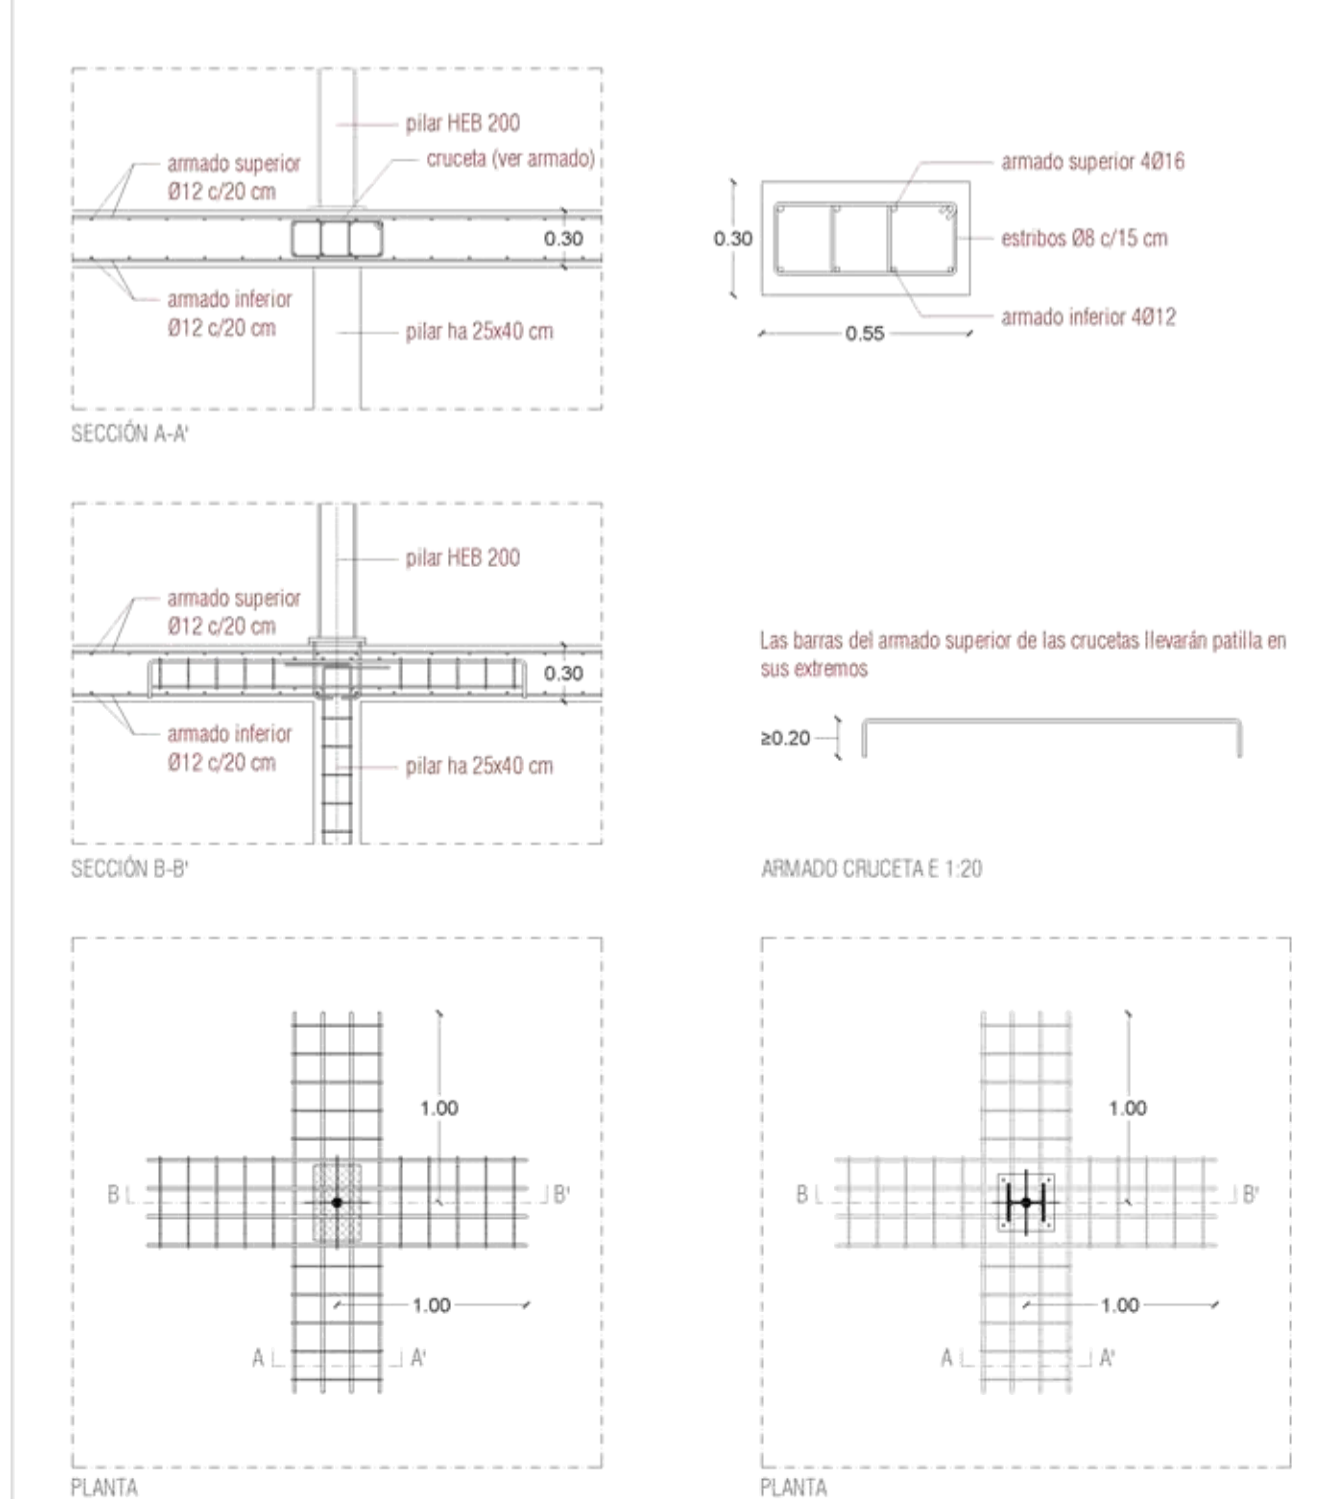 pilar HEB 200
cruceta (ver armado)
armado superior
Ø12 c/20 cm
0.30
armado inferior
Ø12 c/20 cm
pilar ha 25x40 cm
SECCIÓN A-A'
armado superior 4Ø16
0.30
estribos Ø8 c/15 cm
armado inferior 4Ø12
0.55
pilar HEB 200
armado superior
Ø12 c/20 cm
0.30
armado inferior
Ø12 c/20 cm
pilar ha 25x40 cm
SECCIÓN B-B'
Las barras del armado superior de las crucetas llevarán patilla en
sus extremos
≥0.20
ARMADO CRUCETA E 1:20
1.00
B B'
1.00
A A'
PLANTA
1.00
B B'
1.00
A A'
PLANTA